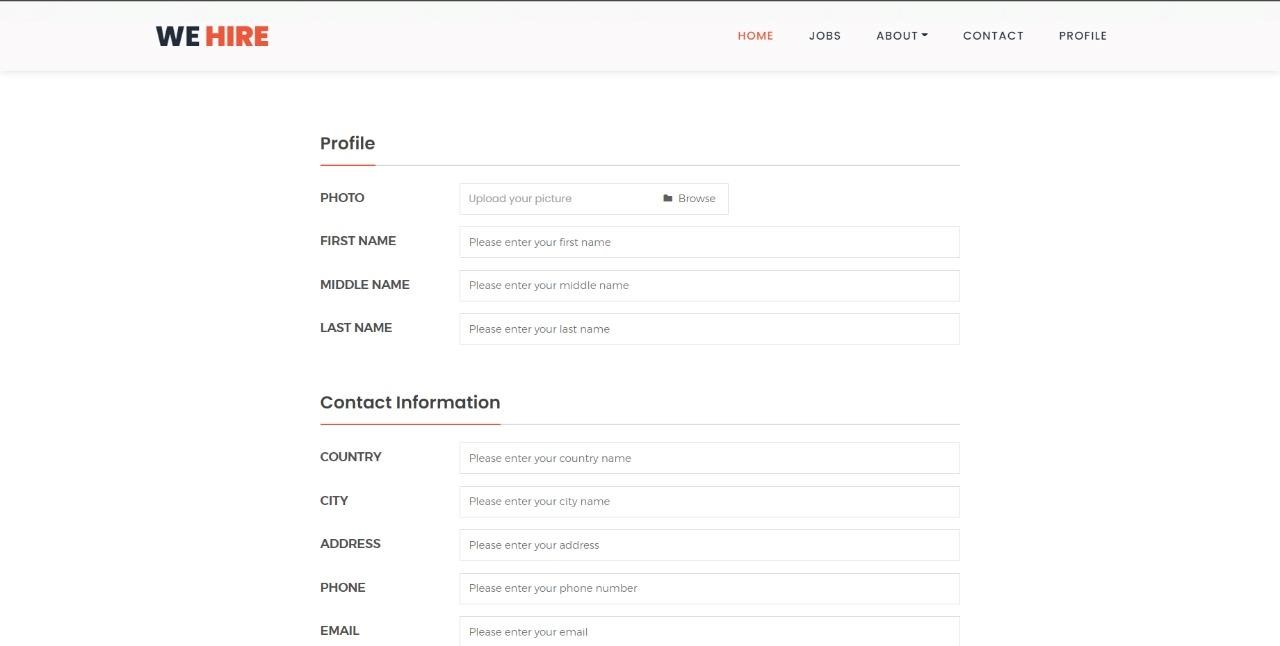 WE HIRE
HOME JOBS ABOUT CONTACT PROFILE
Profile
PHOTO Upload your picture Browse
FIRST NAME Please enter your first name
MIDDLE NAME Please enter your middle name
LAST NAME Please enter your last name
Contact Information
COUNTRY Please enter your country name
CITY Please enter your city name
ADDRESS Please enter your address
PHONE Please enter your phone number
EMAIL Please enter your email